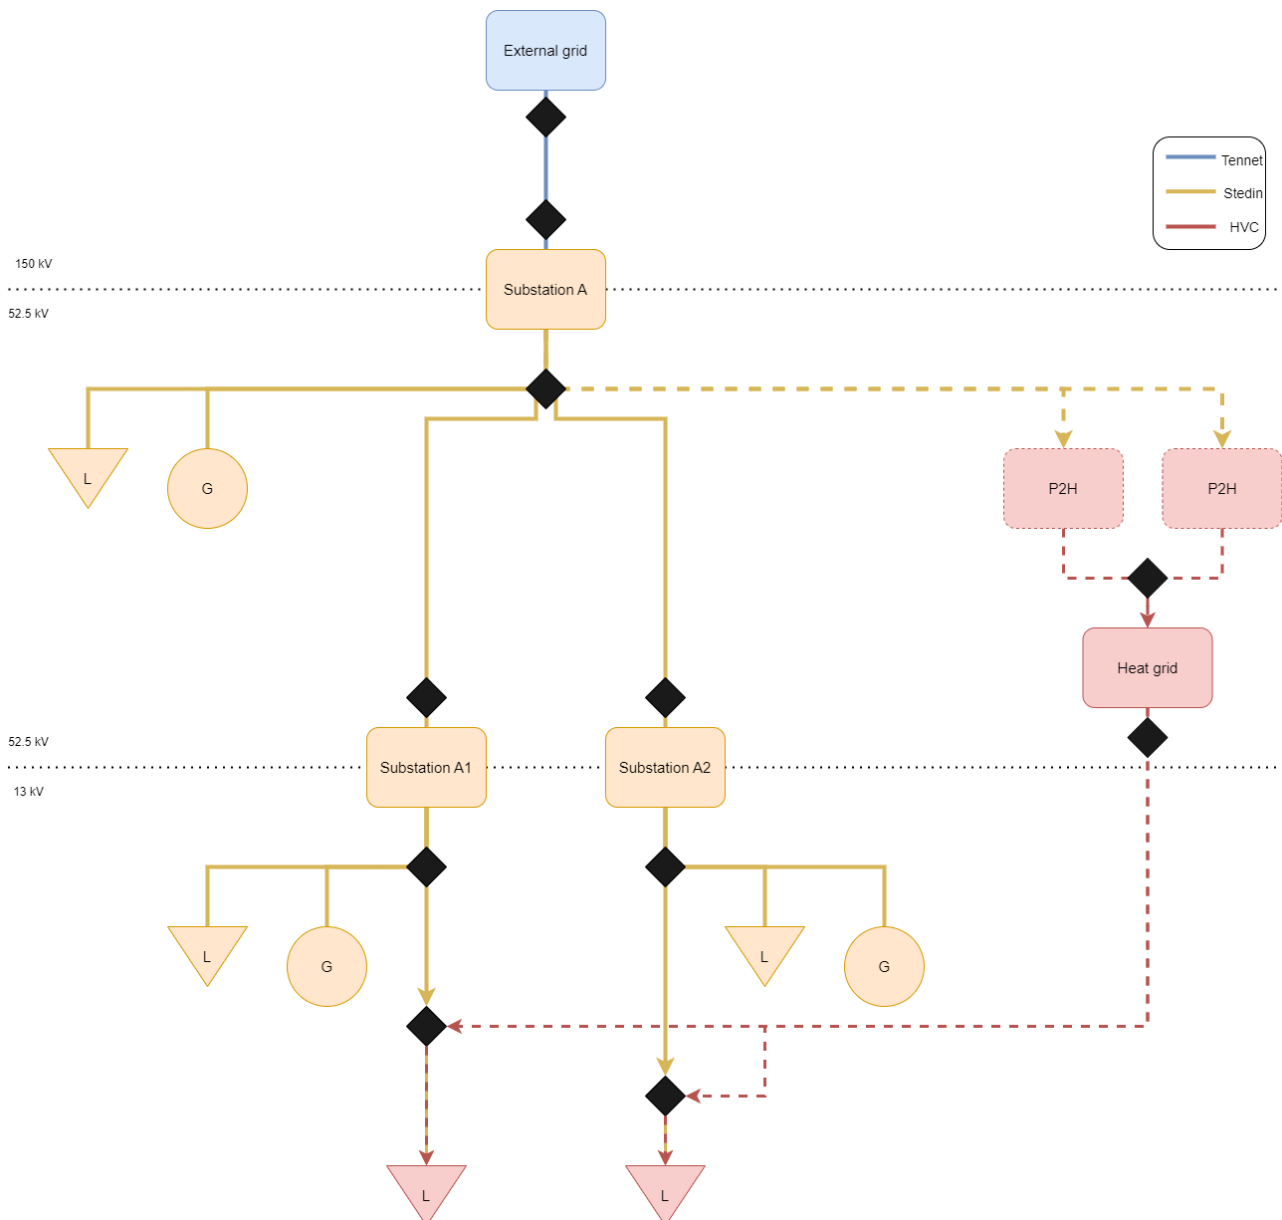 External grid
Tennet
Stedin
HVC
150 kV
Substation A
52.5 kV
L
G
P2H
P2H
Heat grid
52.5 kV
Substation A1
Substation A2
13 kV
L
G
L
G
L
L